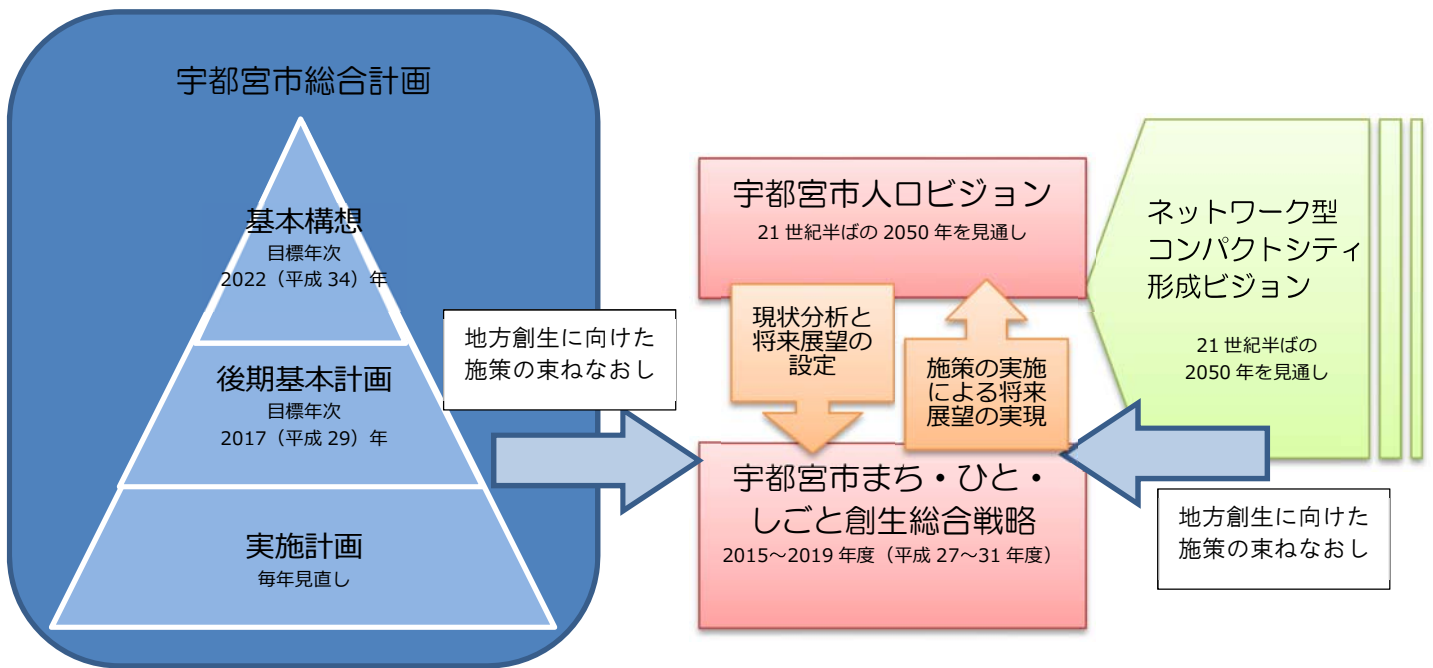 宇都宮市総合計画
基本構想
目標年次
2022（平成 34）年
後期基本計画
目標年次
2017（平成 29）年
実施計画
毎年見直し
地方創生に向けた
施策の束ねなおし
宇都宮市人口ビジョン
21 世紀半ばの 2050 年を見通し
現状分析と
将来展望の
設定
施策の実施
による将来
展望の実現
宇都宮市まち・ひと・
しごと創生総合戦略
2015～2019 年度（平成 27～31 年度）
ネットワーク型
コンパクトシティ
形成ビジョン
21 世紀半ばの
2050 年を見通し
地方創生に向けた
施策の束ねなおし